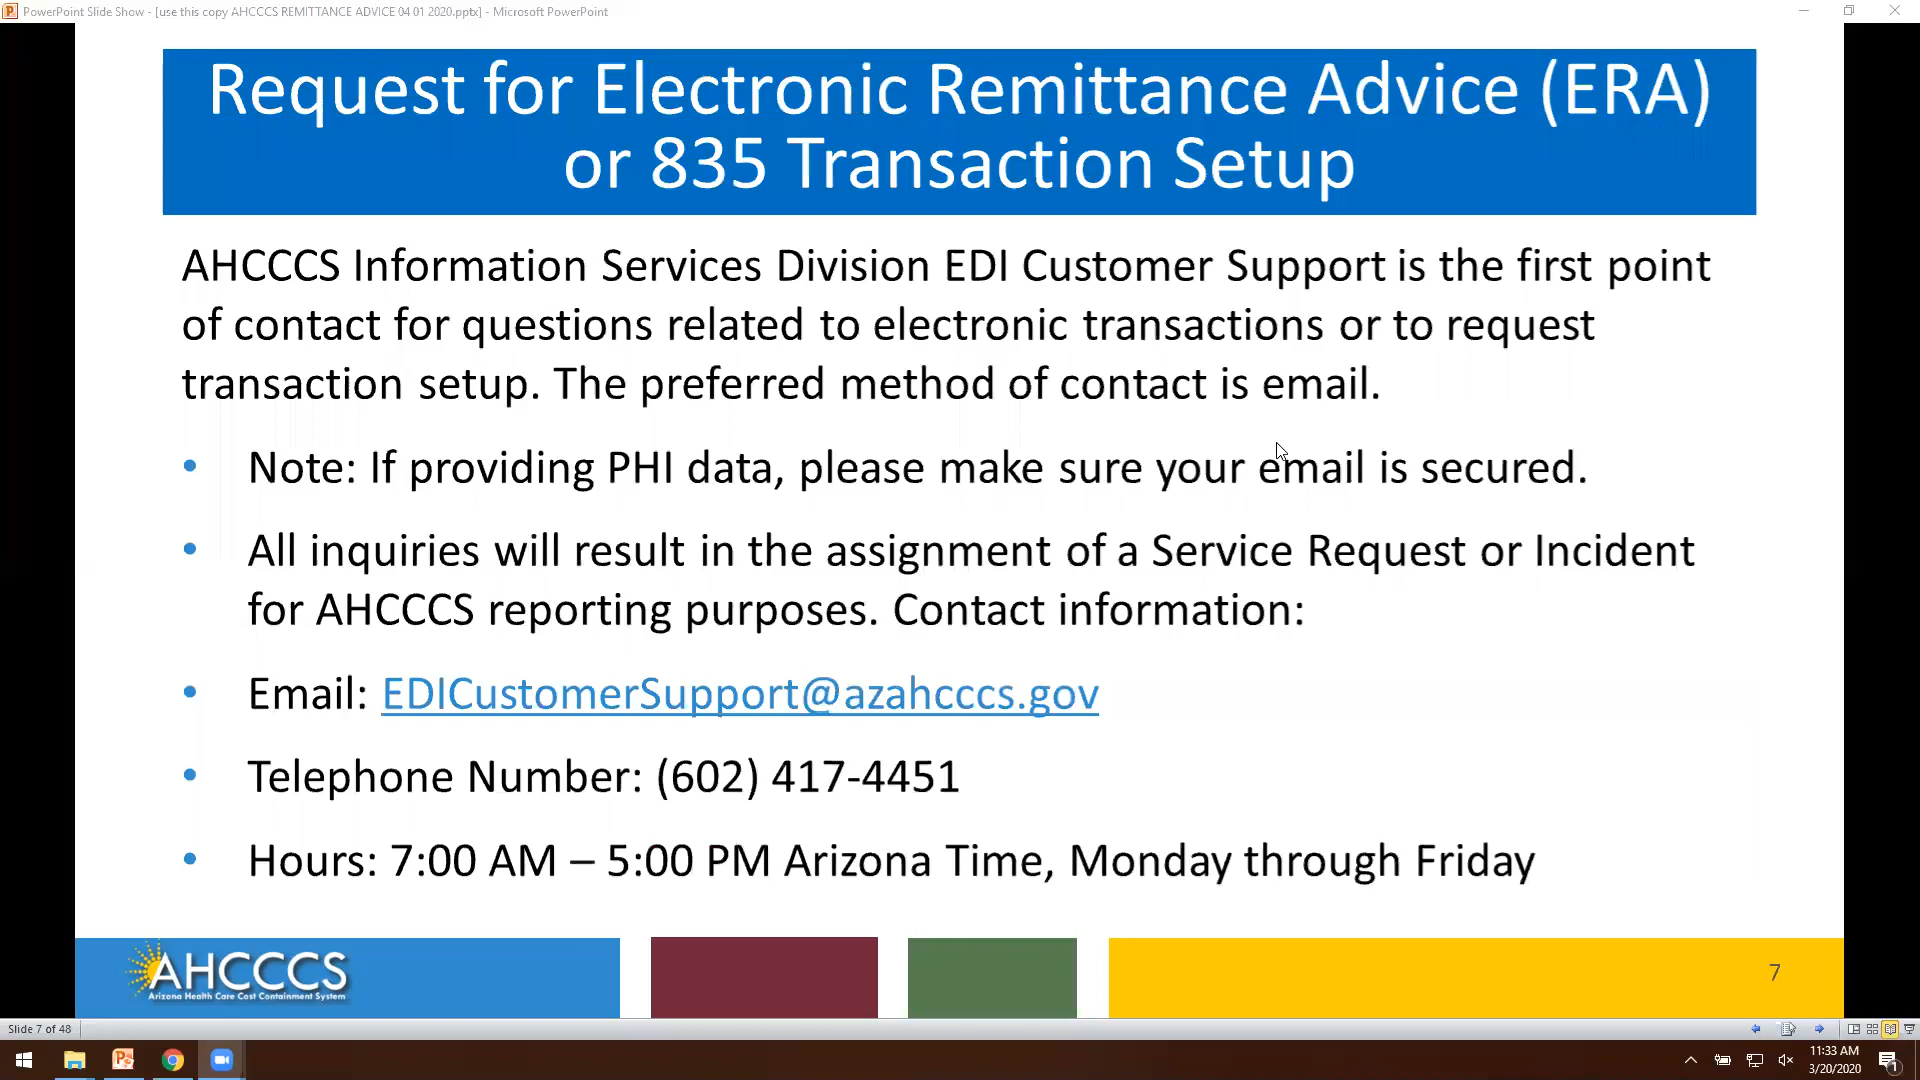 PowerPoint Slide Show - [use this copy AHCCCS REMITTANCE ADVICE 04 01 2020.pptx] - Microsoft PowerPoint
Request for Electronic Remittance Advice (ERA)
or 835 Transaction Setup
AHCCCS Information Services Division EDI Customer Support is the first point
of contact for questions related to electronic transactions or to request
transaction setup. The preferred method of contact is email.
• Note: If providing PHI data, please make sure your email is secured.
• All inquiries will result in the assignment of a Service Request or Incident
for AHCCCS reporting purposes. Contact information:
• Email: EDICustomerSupport@azahcccs.gov
• Telephone Number: (602) 417-4451
• Hours: 7:00 AM – 5:00 PM Arizona Time, Monday through Friday
AHCCCS
Arizona Health Care Cost Containment System
7
Slide 7 of 48
11:33 AM
3/20/2020
1